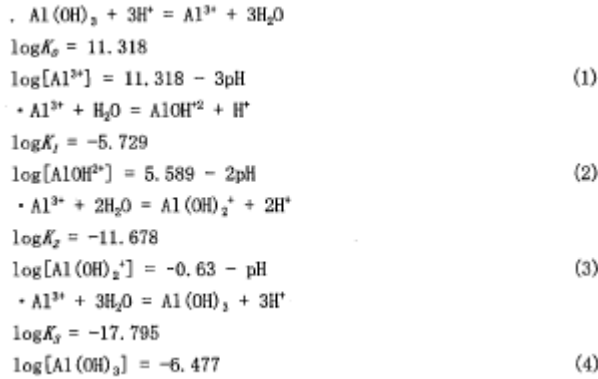 . Al(OH)₃ + 3H⁺ = Al³⁺ + 3H₂O
logK₀ = 11.318
log[Al³⁺] = 11.318 - 3pH (1)
· Al³⁺ + H₂O = AlOH⁺² + H⁺
logK₁ = -5.729
log[AlOH²⁺] = 5.589 - 2pH (2)
· Al³⁺ + 2H₂O = Al(OH)₂⁺ + 2H⁺
logK₂ = -11.678
log[Al(OH)₂⁺] = -0.63 - pH (3)
· Al³⁺ + 3H₂O = Al(OH)₃ + 3H⁺
logK₃ = -17.795
log[Al(OH)₃] = -6.477 (4)